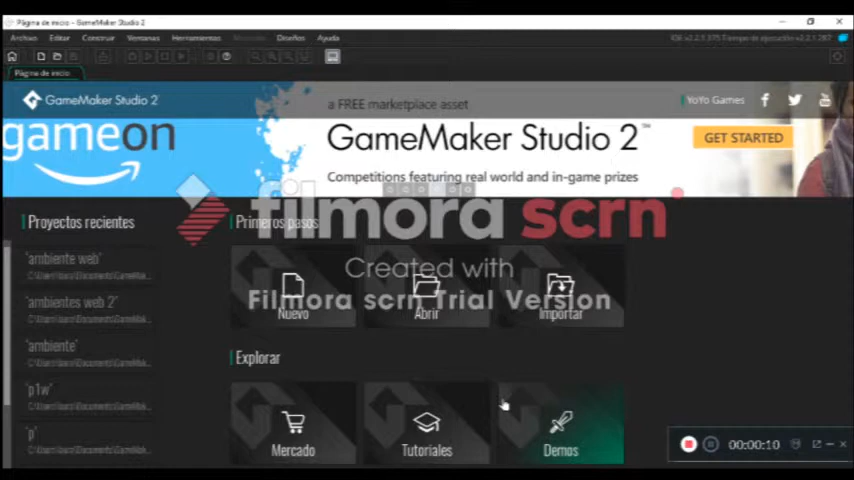 Página de inicio - GameMaker Studio 2
Archivo Editar Construir Ventanas Herramientas Diseños Ayuda
Página de inicio
GameMaker Studio 2
a FREE marketplace asset
YoYo Games
gameon
GameMaker Studio 2™
GET STARTED
Competitions featuring real world and in-game prizes
filmora scrn
Created with
Filmora scrn Trial Version
Proyectos recientes
Primeros pasos
'ambiente web'
'ambientes web 2'
'ambiente'
'p1w'
'p'
Nuevo
Abrir
Importar
Explorar
Mercado
Tutoriales
Demos
00:00:10